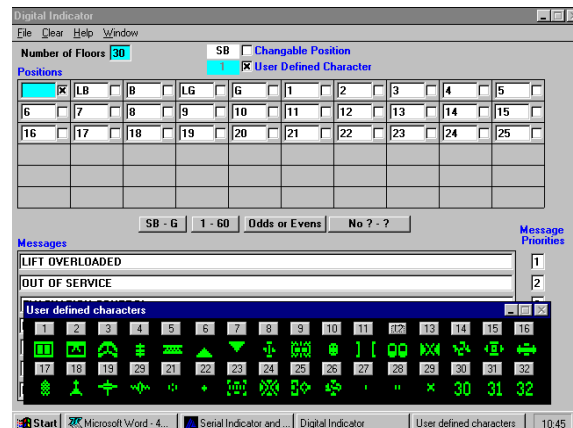 Digital Indicator
File Clear Help Window
Number of Floors 30 SB Changable Position
1 User Defined Character
Positions
LB B LG G 1 2 3 4 5
6 7 8 9 10 11 12 13 14 15
16 17 18 19 20 21 22 23 24 25
SB - G 1 - 60 Odds or Evens No ? - ?
Messages Message Priorities
LIFT OVERLOADED 1
OUT OF SERVICE 2
User defined characters
1 2 3 4 5 6 7 8 9 10 11 12 13 14 15 16
17 18 19 29 21 22 23 24 25 26 27 28 29 30 31 32
30 31 32
Start Microsoft Word - 4... Serial Indicator and ... Digital Indicator User defined characters 10:45